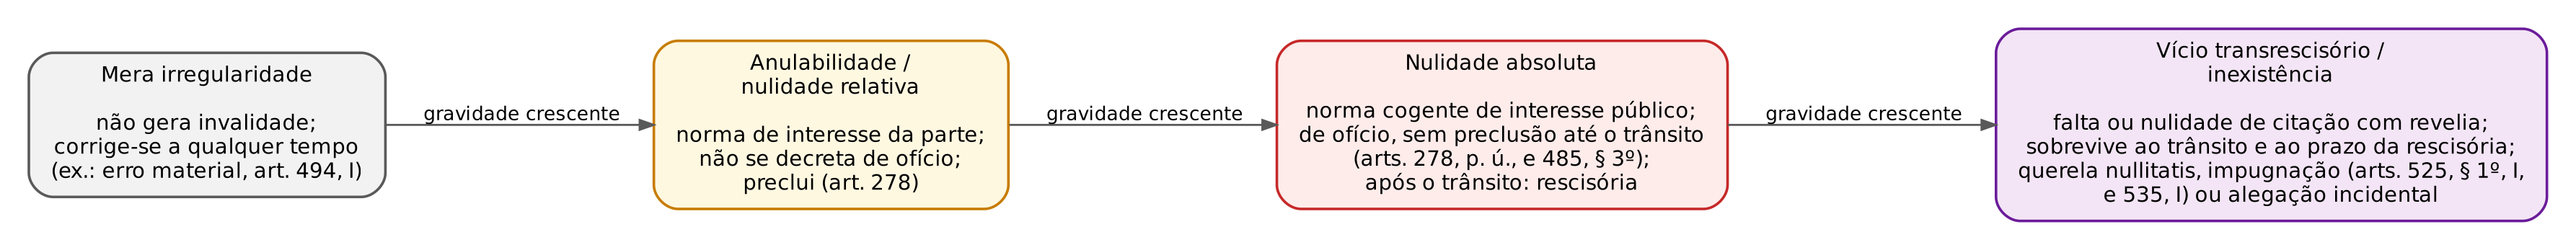 Mera irregularidade
não gera invalidade;
corrige-se a qualquer tempo
(ex.: erro material, art. 494, I)
gravidade crescente
Anulabilidade /
nulidade relativa
norma de interesse da parte;
não se decreta de ofício;
preclui (art. 278)
gravidade crescente
Nulidade absoluta
norma cogente de interesse público;
de ofício, sem preclusão até o trânsito
(arts. 278, p. ú., e 485, § 3º);
após o trânsito: rescisória
gravidade crescente
Vício transrescisório /
inexistência
falta ou nulidade de citação com revelia;
sobrevive ao trânsito e ao prazo da rescisória;
querela nullitatis, impugnação (arts. 525, § 1º, I,
e 535, I) ou alegação incidental